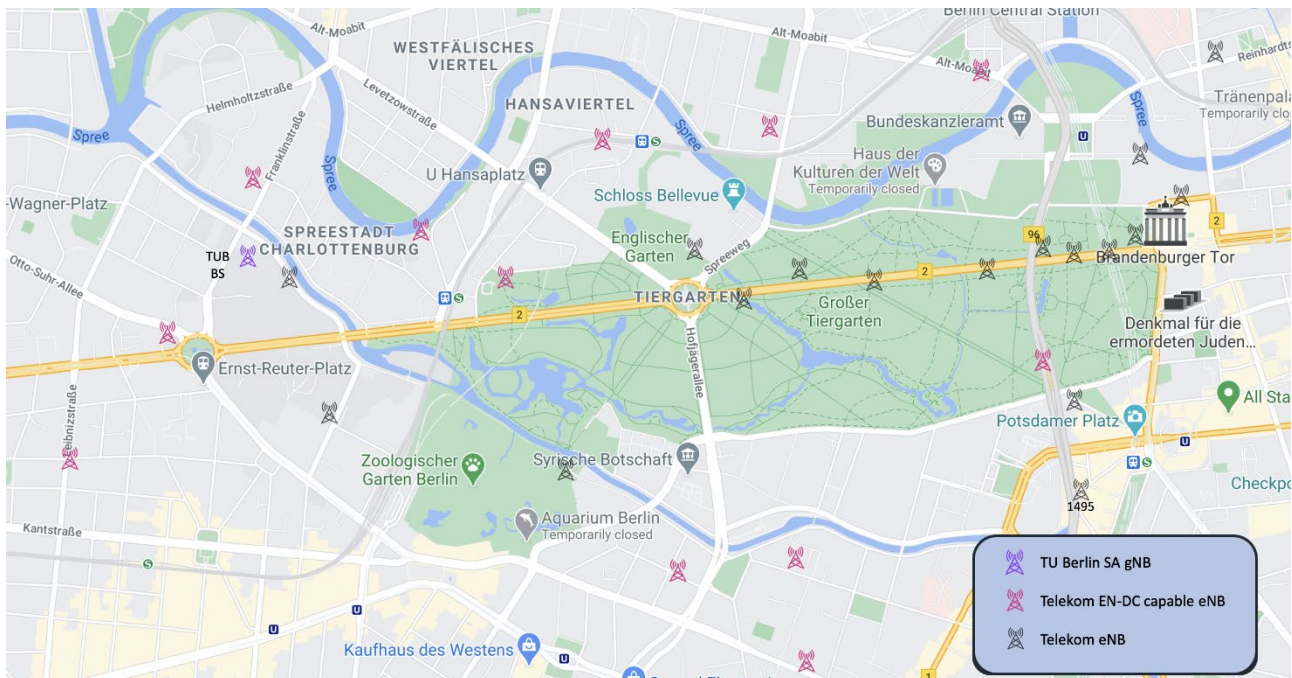 Berlin Central Station
Alt-Moabit
Alt-Moabit
Alt-Moabit
Reinhardts
WESTFÄLISCHES
VIERTEL
Levetzowstraße
Helmholtzstraße
HANSAVIERTEL
Spree
Spree
Spree
Franklinstraße
Tränenpala
Temporarily clos
Bundeskanzleramt
U
S
Haus der
Kulturen der Welt
Temporarily closed
U Hansaplatz
Schloss Bellevue
-Wagner-Platz
SPREESTADT
CHARLOTTENBURG
TUB
BS
Englischer
Garten
Spreeweg
2
96
Brandenburger Tor
Otto-Suhr-Allee
S
2
TIERGARTEN
2
Großer
Tiergarten
Denkmal für die
ermordeten Juden...
Hofjägerallee
Ernst-Reuter-Platz
Leibnizstraße
All Sta
Potsdamer Platz
U
S
Zoologischer
Garten Berlin
Syrische Botschaft
Checkpo
1495
Kantstraße
Aquarium Berlin
Temporarily closed
S
U
U
U
Kaufhaus des Westens
1
TU Berlin SA gNB
Telekom EN-DC capable eNB
Telekom eNB